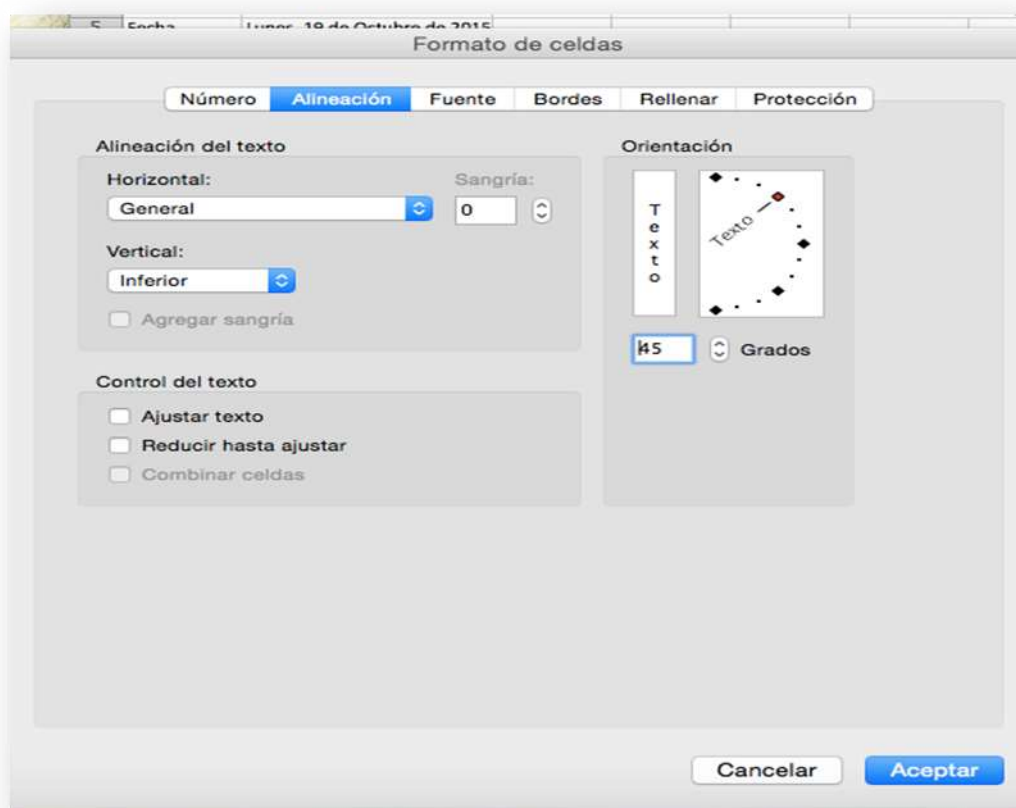 5 Fecha Lunes, 19 de Octubre de 2015
Formato de celdas
Número Alineación Fuente Bordes Rellenar Protección
Alineación del texto
Horizontal: Sangría:
General 0
Vertical:
Inferior
Agregar sangría
Control del texto
Ajustar texto
Reducir hasta ajustar
Combinar celdas
Orientación
Texto
Texto
45 Grados
Cancelar Aceptar